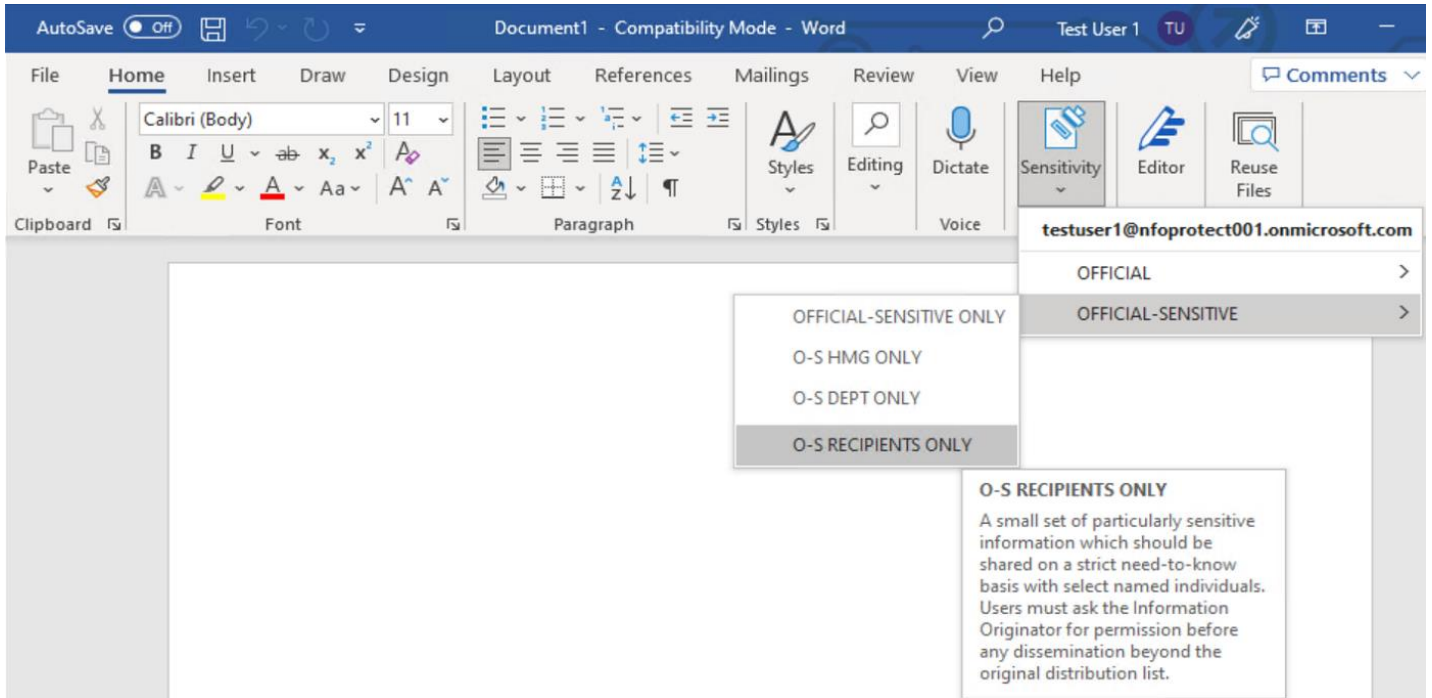 AutoSave Off Document1 - Compatibility Mode - Word Test User 1 TU
File Home Insert Draw Design Layout References Mailings Review View Help Comments
Calibri (Body) 11
Paste
B I U ab x₂ x² A
A A Aa A A
A Z ¶
Styles
Editing
Dictate
Sensitivity
Editor
Reuse
Files
Clipboard Font Paragraph Styles Voice
testuser1@nfoprotect001.onmicrosoft.com
OFFICIAL
OFFICIAL-SENSITIVE
OFFICIAL-SENSITIVE ONLY
O-S HMG ONLY
O-S DEPT ONLY
O-S RECIPIENTS ONLY
O-S RECIPIENTS ONLY
A small set of particularly sensitive
information which should be
shared on a strict need-to-know
basis with select named individuals.
Users must ask the Information
Originator for permission before
any dissemination beyond the
original distribution list.